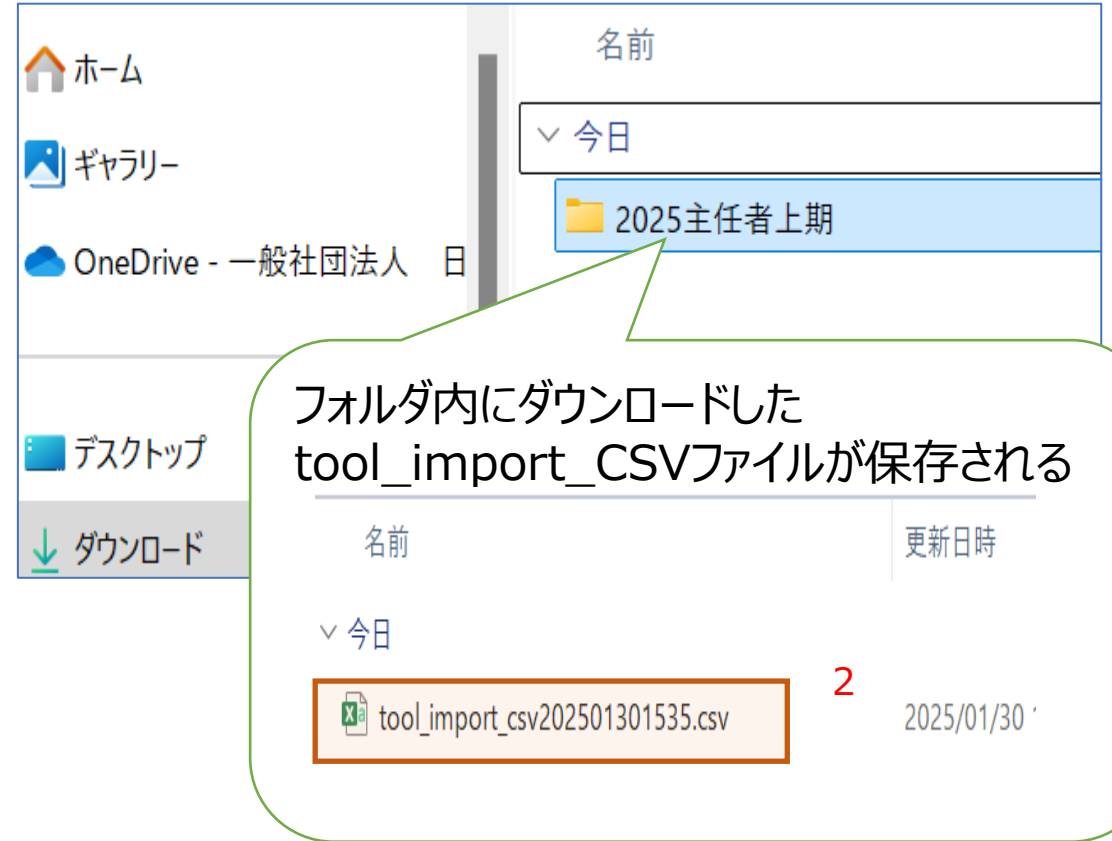 ホーム
ギャラリー
OneDrive - 一般社団法人　日
デスクトップ
ダウンロード
名前
今日
2025主任者上期
フォルダ内にダウンロードした
tool_import_CSVファイルが保存される
名前
更新日時
今日
tool_import_csv202501301535.csv
2
2025/01/30